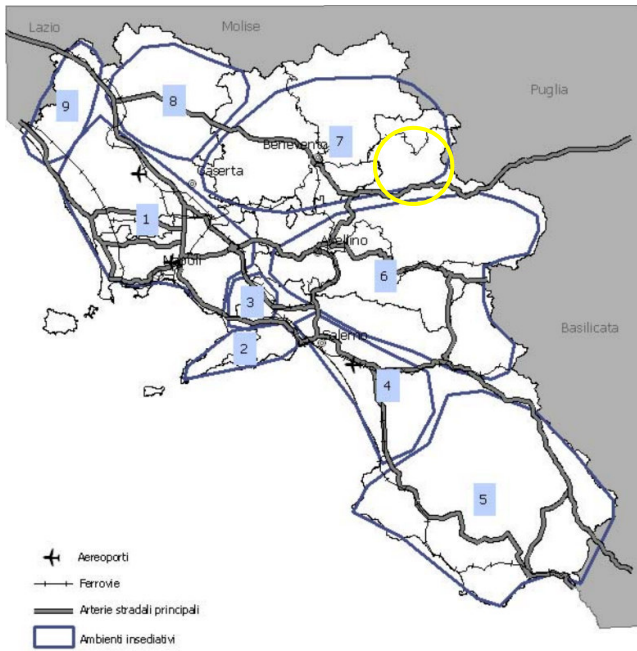 Lazio
Molise
Puglia
9
8
7
Benevento
Caserta
1
Avellino
Napoli
6
3
Basilicata
Salerno
2
4
5
Aereoporti
Ferrovie
Arterie stradali principali
Ambienti insediativi